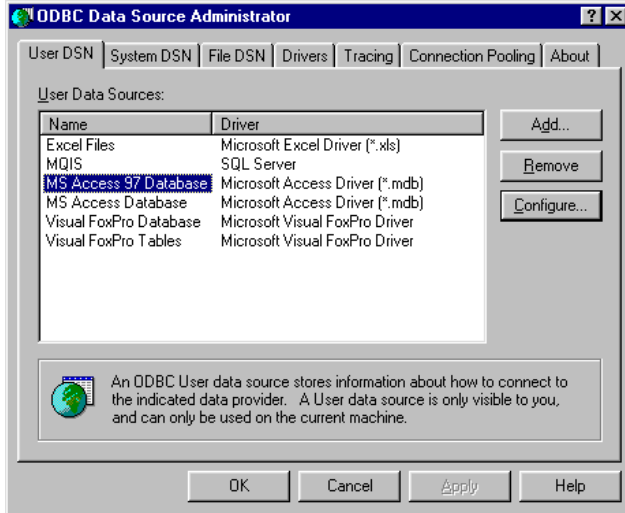 ODBC Data Source Administrator
User DSN System DSN File DSN Drivers Tracing Connection Pooling About
User Data Sources:
Name Driver
Excel Files Microsoft Excel Driver (*.xls)
MQIS SQL Server
MS Access 97 Database Microsoft Access Driver (*.mdb)
MS Access Database Microsoft Access Driver (*.mdb)
Visual FoxPro Database Microsoft Visual FoxPro Driver
Visual FoxPro Tables Microsoft Visual FoxPro Driver
Add...
Remove
Configure...
An ODBC User data source stores information about how to connect to
the indicated data provider. A User data source is only visible to you,
and can only be used on the current machine.
OK Cancel Apply Help